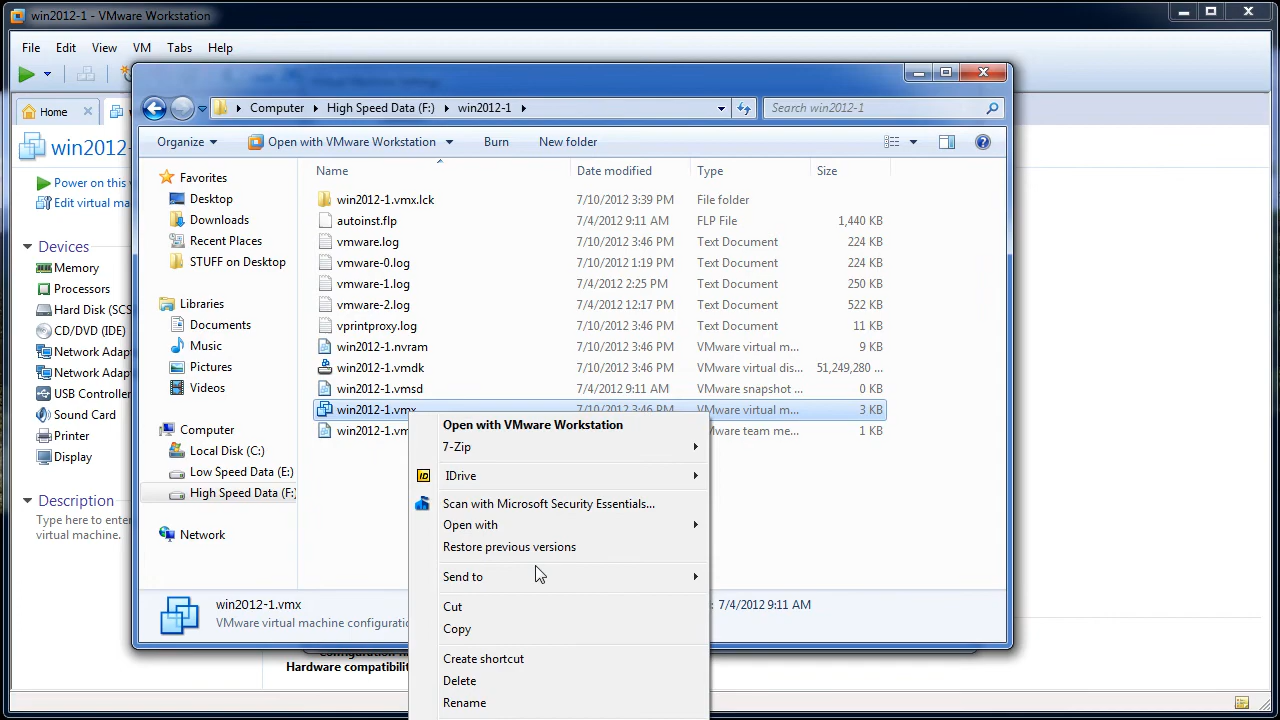 win2012-1 - VMware Workstation
File Edit View VM Tabs Help
Computer High Speed Data (F:) win2012-1
Search win2012-1
Organize Open with VMware Workstation Burn New folder
Home
win2012-
Power on this v
Edit virtual ma
Devices
Memory
Processors
Hard Disk (SCS
CD/DVD (IDE)
Network Adap
Network Adap
USB Controller
Sound Card
Printer
Display
Description
Type here to enter
virtual machine.
Favorites
Desktop
Downloads
Recent Places
STUFF on Desktop
Libraries
Documents
Music
Pictures
Videos
Computer
Local Disk (C:)
Low Speed Data (E:)
High Speed Data (F:
Network
Name Date modified Type Size
win2012-1.vmx.lck 7/10/2012 3:39 PM File folder
autoinst.flp 7/4/2012 9:11 AM FLP File 1,440 KB
vmware.log 7/10/2012 3:46 PM Text Document 224 KB
vmware-0.log 7/10/2012 1:19 PM Text Document 224 KB
vmware-1.log 7/4/2012 2:25 PM Text Document 250 KB
vmware-2.log 7/4/2012 12:17 PM Text Document 522 KB
vprintproxy.log 7/10/2012 3:46 PM Text Document 11 KB
win2012-1.nvram 7/10/2012 3:46 PM VMware virtual m... 9 KB
win2012-1.vmdk 7/10/2012 3:46 PM VMware virtual dis... 51,249,280 ...
win2012-1.vmsd 7/4/2012 9:11 AM VMware snapshot ... 0 KB
win2012-1.vmx 7/10/2012 3:46 PM VMware virtual m... 3 KB
win2012-1.vm Mware team me... 1 KB
Open with VMware Workstation
7-Zip
IDrive
Scan with Microsoft Security Essentials...
Open with
Restore previous versions
Send to
Cut
Copy
Create shortcut
Delete
Rename
win2012-1.vmx
VMware virtual machine configuratio
: 7/4/2012 9:11 AM
Hardware compatibilit